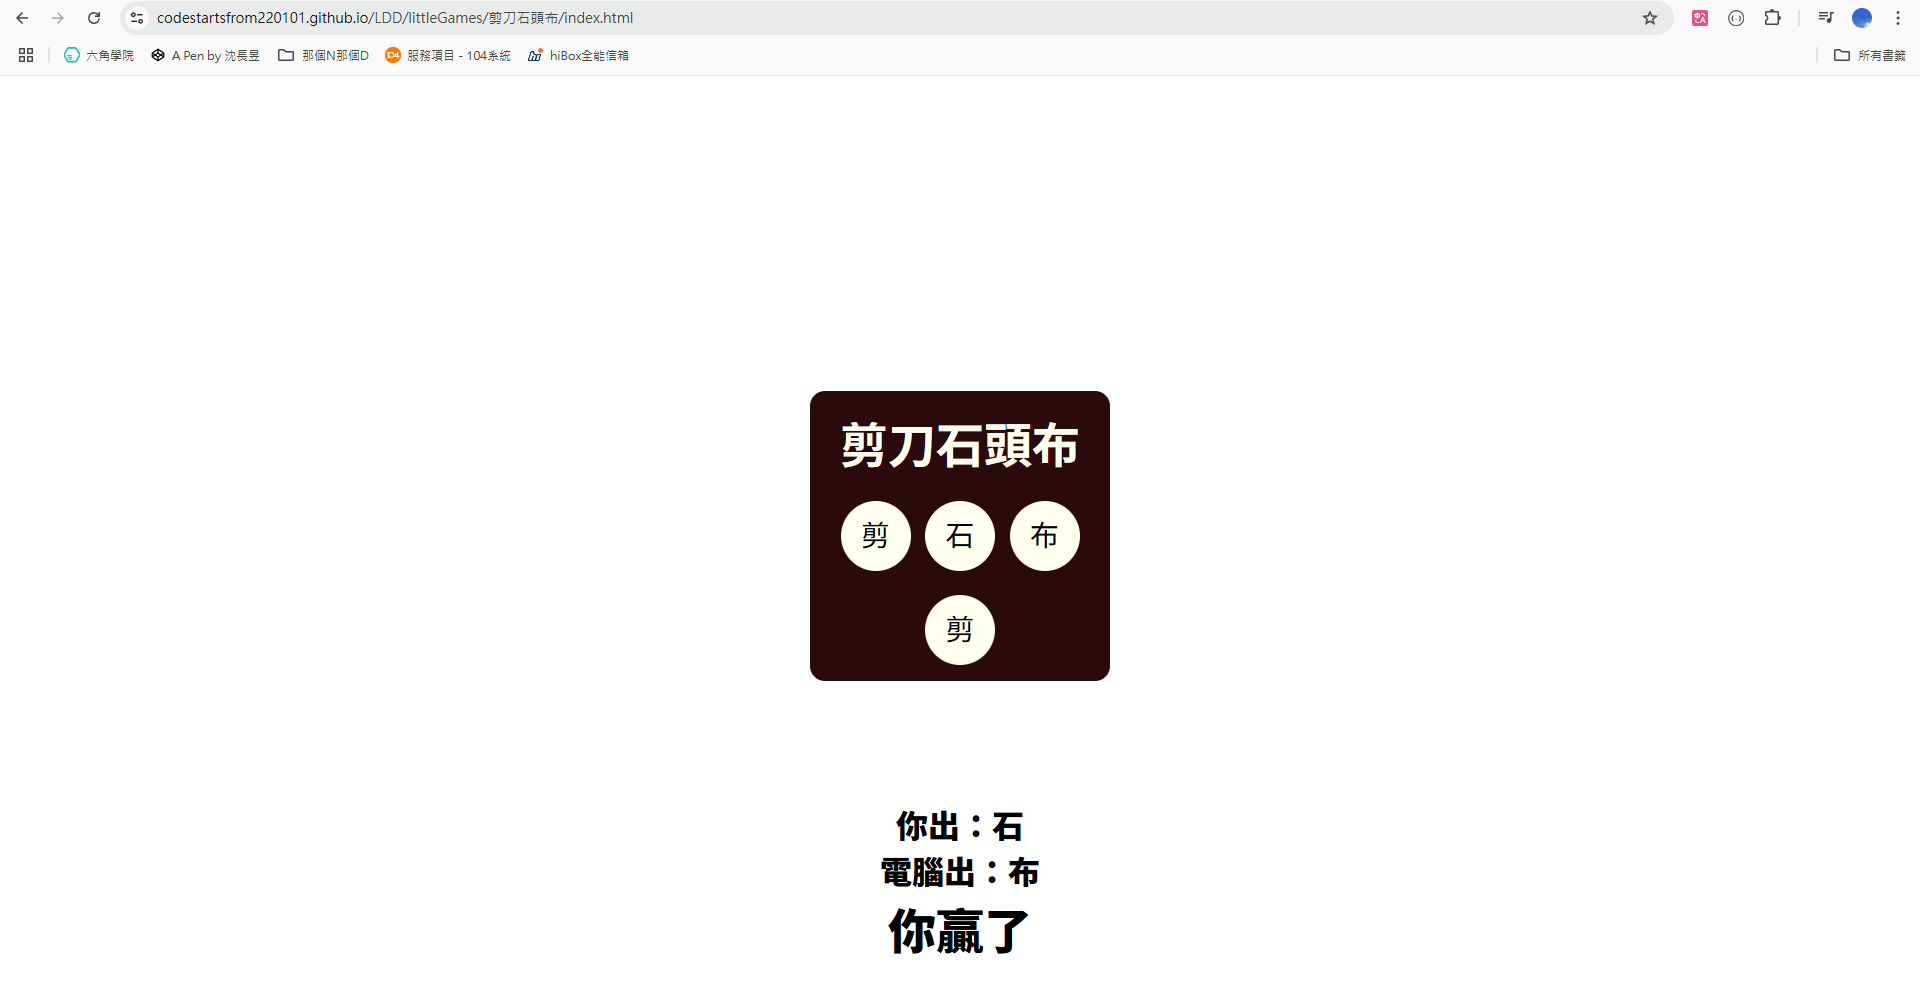 codestartsfrom220101.github.io/LDD/littleGames/剪刀石頭布/index.html
六角學院 A Pen by 沈長昱 那個N那個D 104 服務項目 - 104系統 hiBox全能信箱 所有書籤
剪刀石頭布
剪 石 布
剪
你出：石
電腦出：布
你贏了